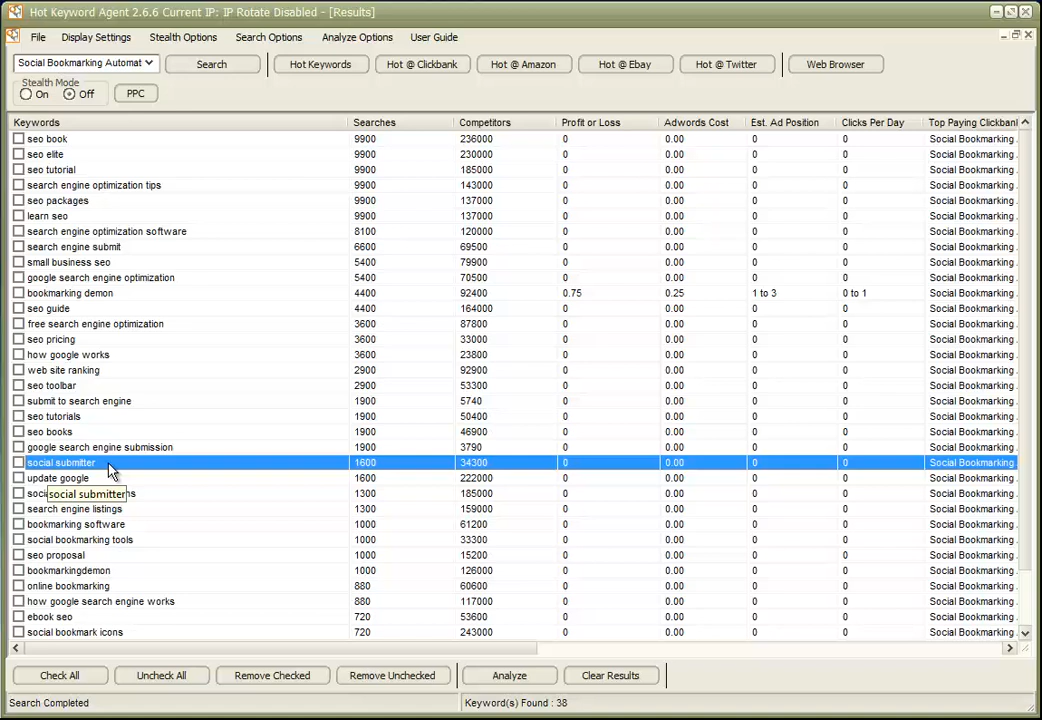 Hot Keyword Agent 2.6.6 Current IP: IP Rotate Disabled - [Results]
File Display Settings Stealth Options Search Options Analyze Options User Guide
Social Bookmarking Automat Search Hot Keywords Hot @ Clickbank Hot @ Amazon Hot @ Ebay Hot @ Twitter Web Browser
Stealth Mode
On Off PPC
Keywords Searches Competitors Profit or Loss Adwords Cost Est. Ad Position Clicks Per Day Top Paying Clickbank
seo book 9900 236000 0 0.00 0 0 Social Bookmarking .
seo elite 9900 230000 0 0.00 0 0 Social Bookmarking .
seo tutorial 9900 185000 0 0.00 0 0 Social Bookmarking .
search engine optimization tips 9900 143000 0 0.00 0 0 Social Bookmarking .
seo packages 9900 137000 0 0.00 0 0 Social Bookmarking .
learn seo 9900 137000 0 0.00 0 0 Social Bookmarking .
search engine optimization software 8100 120000 0 0.00 0 0 Social Bookmarking .
search engine submit 6600 69500 0 0.00 0 0 Social Bookmarking .
small business seo 5400 79900 0 0.00 0 0 Social Bookmarking .
google search engine optimization 5400 70500 0 0.00 0 0 Social Bookmarking .
bookmarking demon 4400 92400 0.75 0.25 1 to 3 0 to 1 Social Bookmarking .
seo guide 4400 164000 0 0.00 0 0 Social Bookmarking .
free search engine optimization 3600 87800 0 0.00 0 0 Social Bookmarking .
seo pricing 3600 33000 0 0.00 0 0 Social Bookmarking .
how google works 3600 23800 0 0.00 0 0 Social Bookmarking .
web site ranking 2900 92900 0 0.00 0 0 Social Bookmarking .
seo toolbar 2900 53300 0 0.00 0 0 Social Bookmarking .
submit to search engine 1900 5740 0 0.00 0 0 Social Bookmarking .
seo tutorials 1900 50400 0 0.00 0 0 Social Bookmarking .
seo books 1900 46900 0 0.00 0 0 Social Bookmarking .
google search engine submission 1900 3790 0 0.00 0 0 Social Bookmarking .
social submitter 1600 34300 0 0.00 0 0 Social Bookmarking .
update google 1600 222000 0 0.00 0 0 Social Bookmarking .
soci social submitter ns 1300 185000 0 0.00 0 0 Social Bookmarking .
search engine listings 1300 159000 0 0.00 0 0 Social Bookmarking .
bookmarking software 1000 61200 0 0.00 0 0 Social Bookmarking .
social bookmarking tools 1000 33300 0 0.00 0 0 Social Bookmarking .
seo proposal 1000 15200 0 0.00 0 0 Social Bookmarking .
bookmarkingdemon 1000 126000 0 0.00 0 0 Social Bookmarking .
online bookmarking 880 60600 0 0.00 0 0 Social Bookmarking .
how google search engine works 880 117000 0 0.00 0 0 Social Bookmarking .
ebook seo 720 53600 0 0.00 0 0 Social Bookmarking .
social bookmark icons 720 243000 0 0.00 0 0 Social Bookmarking .
Check All Uncheck All Remove Checked Remove Unchecked Analyze Clear Results
Search Completed Keyword(s) Found : 38